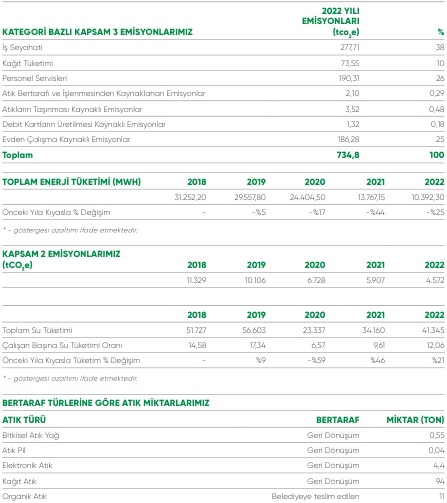 2022 YILI
EMİSYONLARI
KATEGORİ BAZLI KAPSAM 3 EMİSYONLARIMIZ (tco₂e) %
İş Seyahati 277,71 38
Kağıt Tüketimi 73,55 10
Personel Servisleri 190,31 26
Atık Bertarafı ve İşlenmesinden Kaynaklanan Emisyonlar 2,10 0,29
Atıkların Taşınması Kaynaklı Emisyonlar 3,52 0,48
Debit Kartların Üretilmesi Kaynaklı Emisyonlar 1,32 0,18
Evden Çalışma Kaynaklı Emisyonlar 186,28 25
Toplam 734,8 100
TOPLAM ENERJİ TÜKETİMİ (MWH) 2018 2019 2020 2021 2022
31.252,20 29.557,80 24.404,50 13.767,15 10.392,30
Önceki Yıla Kıyasla % Değişim - -%5 -%17 -%44 -%25
* - göstergesi azaltımı ifade etmektedir.
KAPSAM 2 EMİSYONLARIMIZ
(tCO₂e) 2018 2019 2020 2021 2022
11.329 10.106 6.728 5.907 4.572
2018 2019 2020 2021 2022
Toplam Su Tüketimi 51.727 56.603 23.337 34.160 41.345
Çalışan Başına Su Tüketimi Oranı 14,58 17,34 6,57 9,61 12,06
Önceki Yıla Kıyasla Tüketim % Değişim - %9 -%59 %46 %21
* - göstergesi azaltımı ifade etmektedir.
BERTARAF TÜRLERİNE GÖRE ATIK MİKTARLARIMIZ
ATIK TÜRÜ BERTARAF MİKTAR (TON)
Bitkisel Atık Yağ Geri Dönüşüm 0,55
Atık Pil Geri Dönüşüm 0,04
Elektronik Atık Geri Dönüşüm 4,4
Kağıt Atık Geri Dönüşüm 94
Organik Atık Belediyeye teslim edilen 11